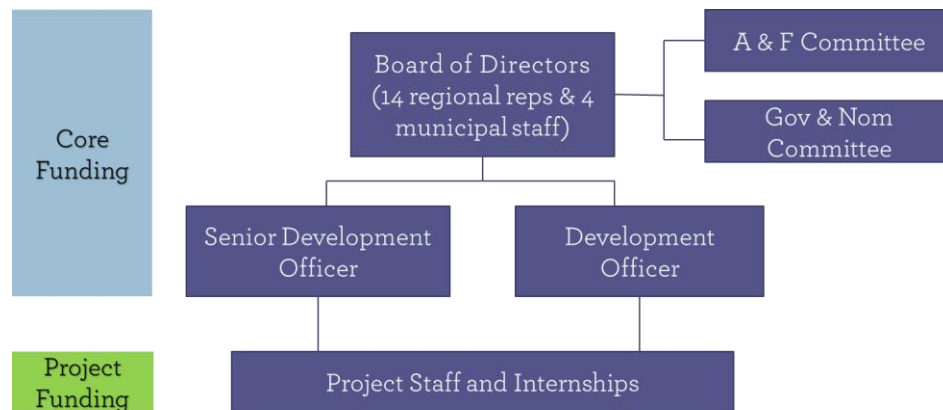 Core
Funding
Board of Directors
(14 regional reps & 4
municipal staff)
A & F Committee
Gov & Nom
Committee
Senior Development
Officer
Development
Officer
Project
Funding
Project Staff and Internships